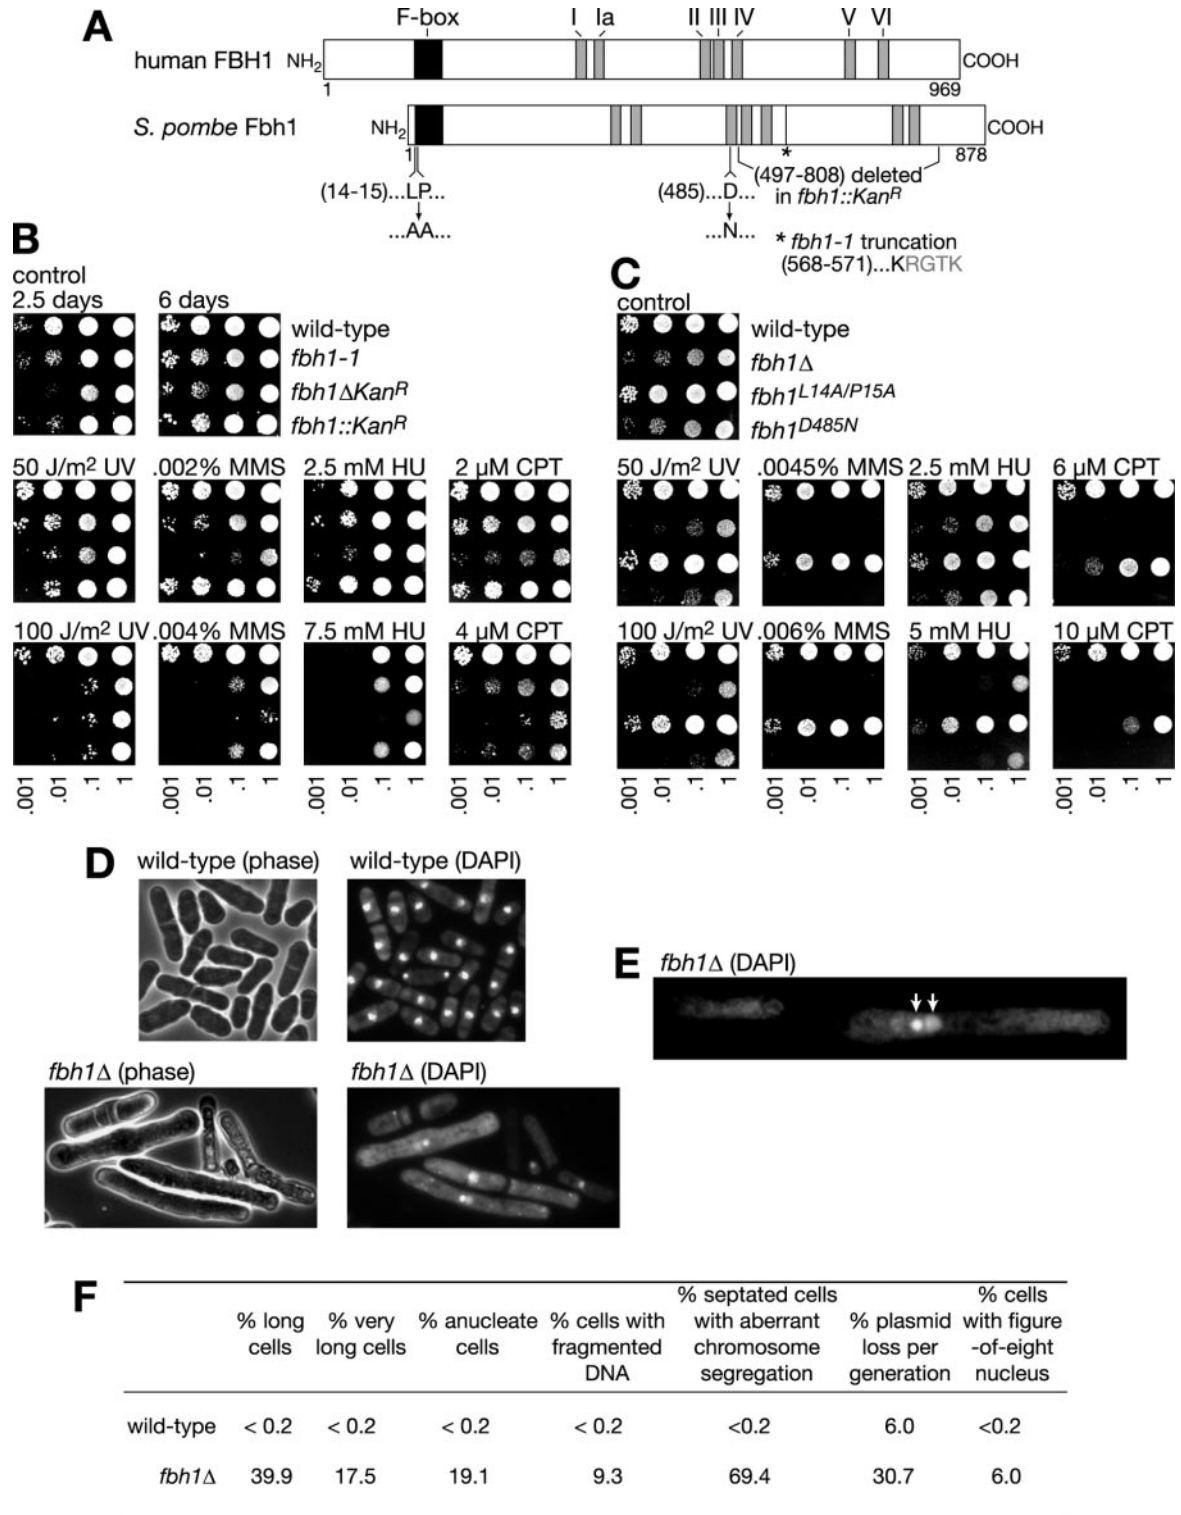 A
F-box I Ia II III IV V VI
human FBH1 NH2 COOH
1 969
S. pombe Fbh1 NH2 COOH
1 * 878
(14-15)...LP... (485)...D... (497-808) deleted
in fbh1::KanR
...AA... ...N... * fbh1-1 truncation
(568-571)...KRGTK
B
control
2.5 days 6 days
wild-type
fbh1-1
fbh1ΔKanR
fbh1::KanR
50 J/m2 UV .002% MMS 2.5 mM HU 2 µM CPT
100 J/m2 UV .004% MMS 7.5 mM HU 4 µM CPT
.001 .01 .1 1 .001 .01 .1 1 .001 .01 .1 1 .001 .01 .1 1
C
control
wild-type
fbh1Δ
fbh1L14A/P15A
fbh1D485N
50 J/m2 UV .0045% MMS 2.5 mM HU 6 µM CPT
100 J/m2 UV .006% MMS 5 mM HU 10 µM CPT
.001 .01 .1 1 .001 .01 .1 1 .001 .01 .1 1 .001 .01 .1 1
D
wild-type (phase) wild-type (DAPI)
fbh1Δ (phase) fbh1Δ (DAPI)
E fbh1Δ (DAPI)
F
% septated cells % cells
% long % very % anucleate % cells with with aberrant % plasmid with figure
cells long cells cells fragmented chromosome loss per -of-eight
DNA segregation generation nucleus
wild-type < 0.2 < 0.2 < 0.2 < 0.2 <0.2 6.0 <0.2
fbh1Δ 39.9 17.5 19.1 9.3 69.4 30.7 6.0